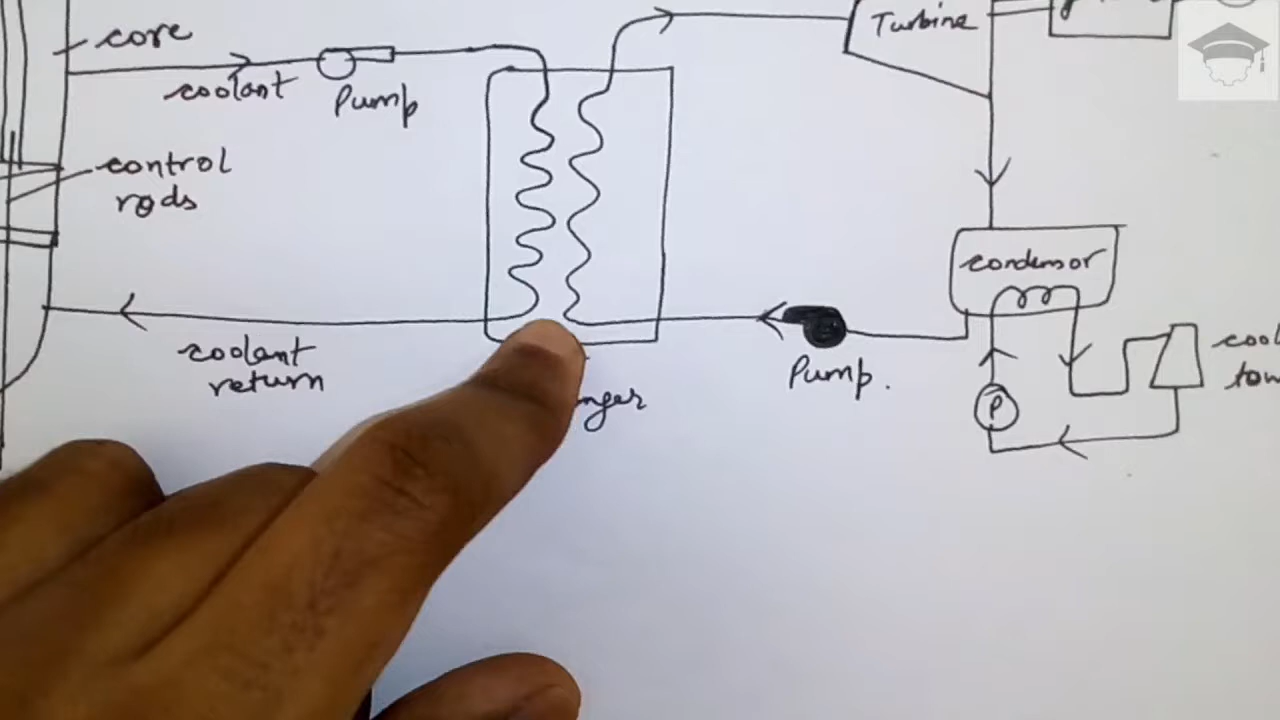 core
coolant
Pump
Turbine
control
rods
condensor
coolant
return
Pump.
P